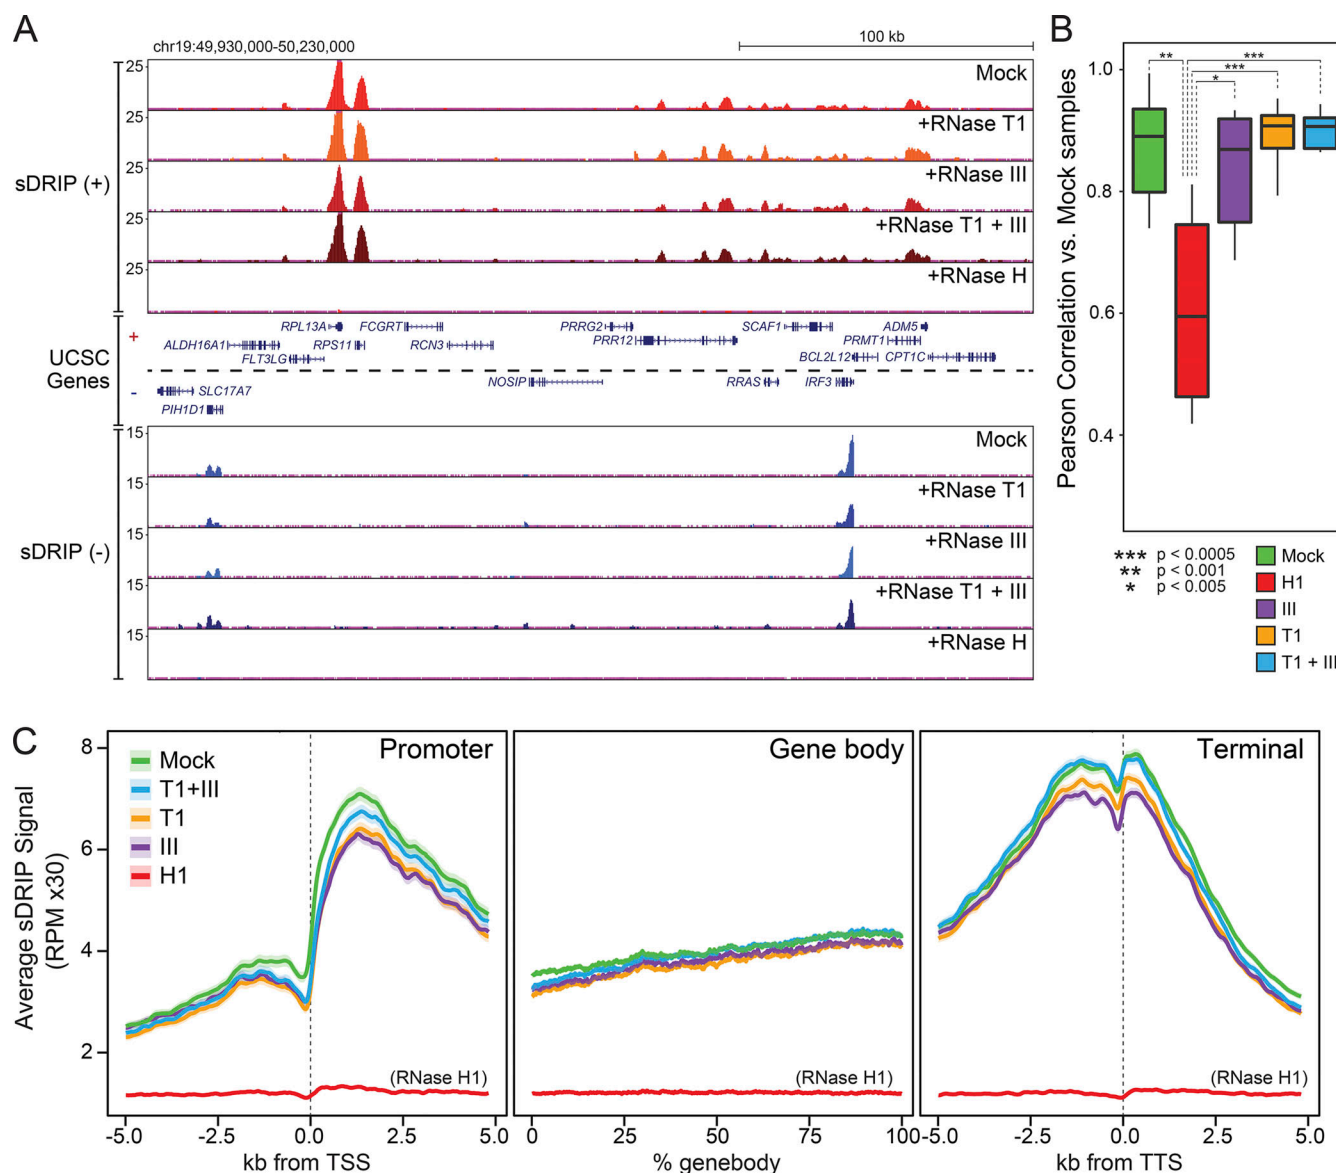 A
chr19:49,930,000-50,230,000
100 kb
sDRIP (+)
25
Mock
25
+RNase T1
25
+RNase III
25
+RNase T1 + III
25
+RNase H
UCSC
Genes
+
-
RPL13A
FCGRT
PRRG2
SCAF1
ADM5
ALDH16A1
RPS11
RCN3
PRR12
PRMT1
FLT3LG
BCL2L12
CPT1C
SLC17A7
NOSIP
RRAS
IRF3
PIH1D1
sDRIP (-)
15
Mock
15
+RNase T1
15
+RNase III
15
+RNase T1 + III
15
+RNase H
B
Pearson Correlation vs. Mock samples
1.0
0.8
0.6
0.4
**
***
***
*
*** p < 0.0005
** p < 0.001
* p < 0.005
Mock
H1
III
T1
T1 + III
C
Average sDRIP Signal
(RPM x30)
8
6
4
2
Promoter
Mock
T1+III
T1
III
H1
(RNase H1)
-5.0 -2.5 0.0 2.5 5.0
kb from TSS
Gene body
(RNase H1)
0 25 50 75 100
% genebody
Terminal
(RNase H1)
-5.0 -2.5 0.0 2.5 5.0
kb from TTS